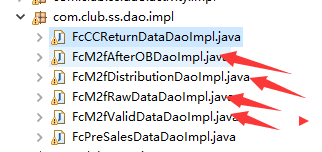 com.club.ss.dao.impl
FcCCReturnDataDaoImpl.java
FcM2fAfterOBDaoImpl.java
FcM2fDistributionDaoImpl.java
FcM2fRawDataDaoImpl.java
FcM2fValidDataDaoImpl.java
FcPreSalesDataDaoImpl.java